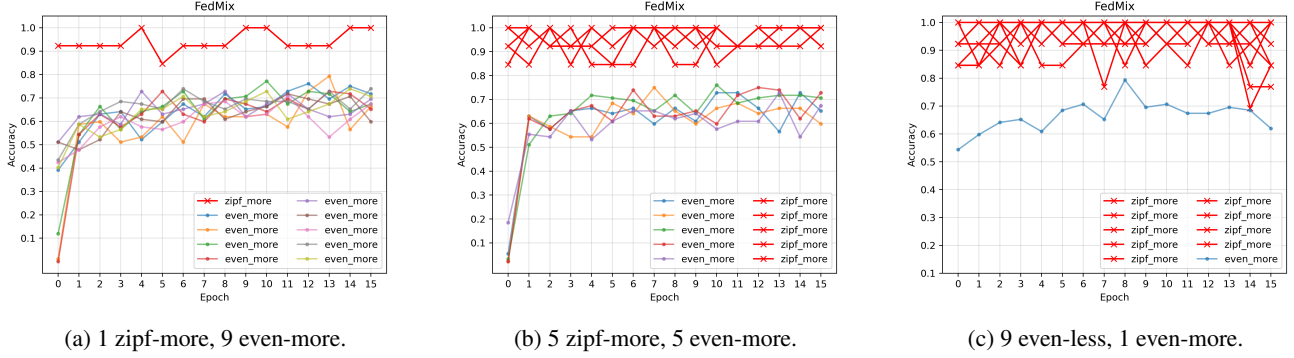 FedMix
1.0
0.9
0.8
0.7
0.6
0.5
0.4
0.3
0.2
0.1
Accuracy
zipf_more
even_more
even_more
even_more
even_more
even_more
even_more
even_more
even_more
even_more
0 1 2 3 4 5 6 7 8 9 10 11 12 13 14 15
Epoch
(a) 1 zipf-more, 9 even-more.
FedMix
1.0
0.9
0.8
0.7
0.6
0.5
0.4
0.3
0.2
0.1
Accuracy
even_more
even_more
even_more
even_more
even_more
zipf_more
zipf_more
zipf_more
zipf_more
zipf_more
0 1 2 3 4 5 6 7 8 9 10 11 12 13 14 15
Epoch
(b) 5 zipf-more, 5 even-more.
FedMix
1.0
0.9
0.8
0.7
0.6
0.5
0.4
0.3
0.2
0.1
Accuracy
zipf_more
zipf_more
zipf_more
zipf_more
zipf_more
zipf_more
zipf_more
zipf_more
zipf_more
even_more
0 1 2 3 4 5 6 7 8 9 10 11 12 13 14 15
Epoch
(c) 9 even-less, 1 even-more.